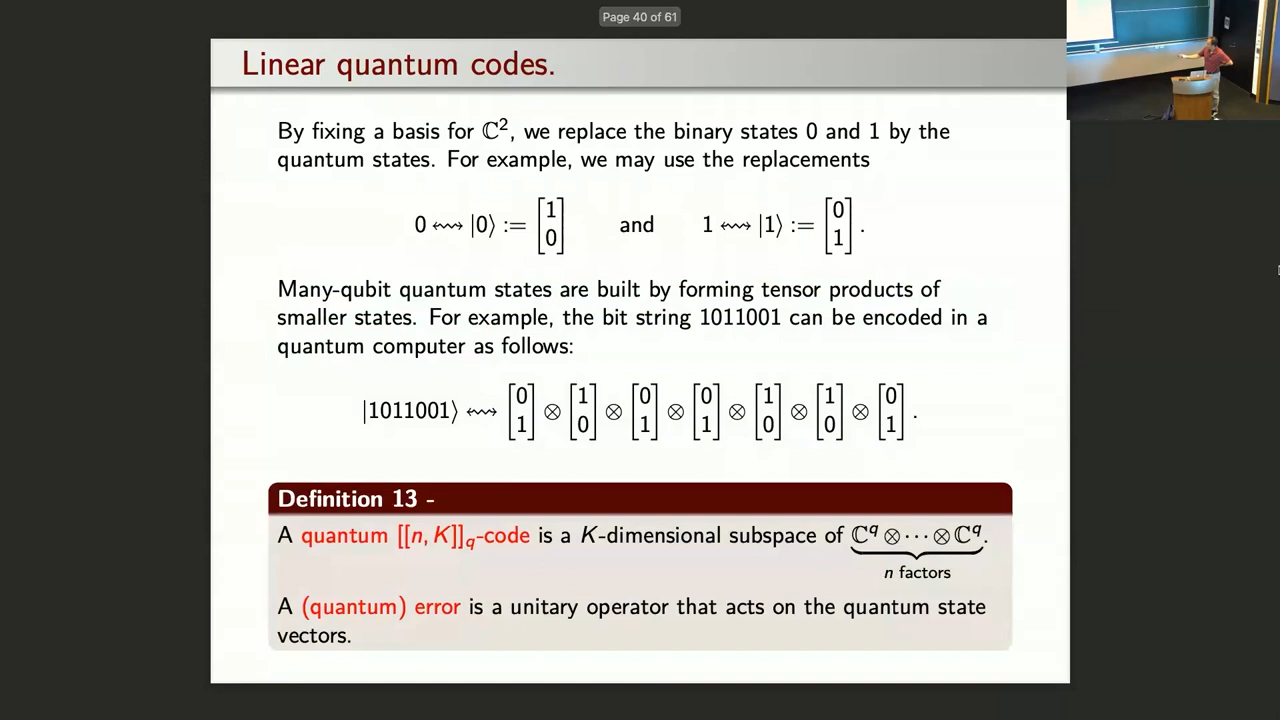 Page 40 of 61
Linear quantum codes.
By fixing a basis for ℂ², we replace the binary states 0 and 1 by the
quantum states. For example, we may use the replacements
0 ↭ |0⟩ := [1 0] and 1 ↭ |1⟩ := [0 1].
Many-qubit quantum states are built by forming tensor products of
smaller states. For example, the bit string 1011001 can be encoded in a
quantum computer as follows:
|1011001⟩ ↭ [0 1] ⊗ [1 0] ⊗ [0 1] ⊗ [0 1] ⊗ [1 0] ⊗ [1 0] ⊗ [0 1].
Definition 13 -
A quantum [[n, K]]_q-code is a K-dimensional subspace of ℂ^q ⊗ ··· ⊗ ℂ^q.
n factors
A (quantum) error is a unitary operator that acts on the quantum state
vectors.